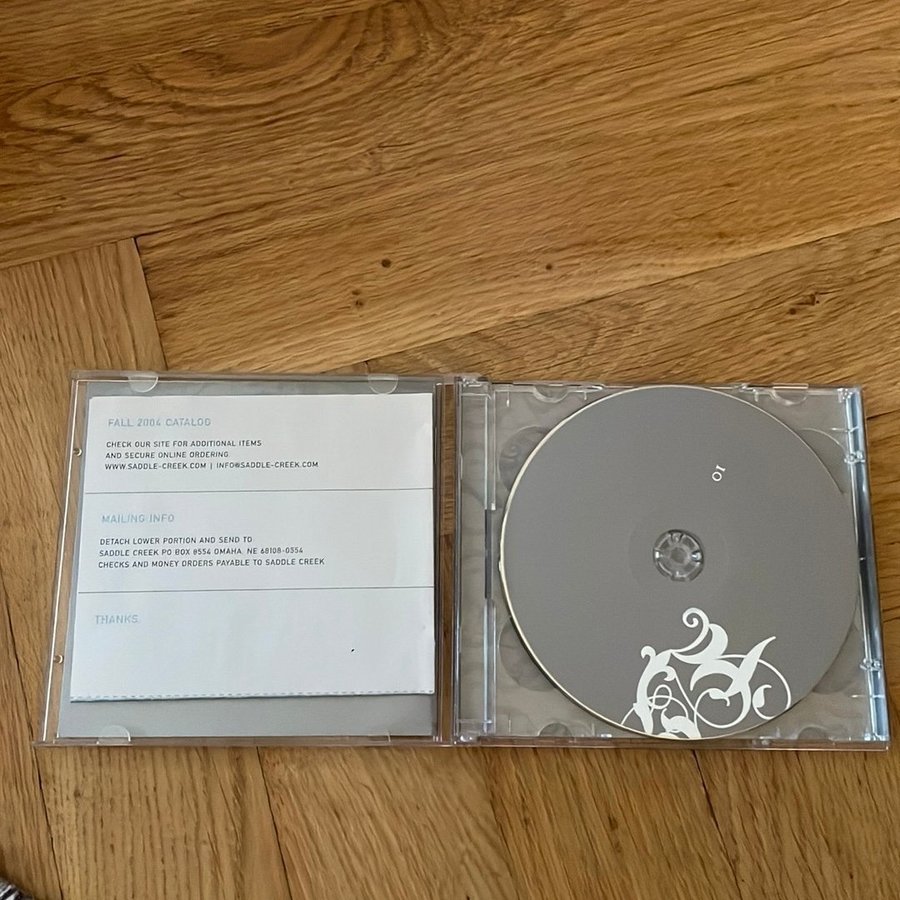 FALL 2004 CATALOG
CHECK OUR SITE FOR ADDITIONAL ITEMS
AND SECURE ONLINE ORDERING
WWW.SADDLE-CREEK.COM | INFO@SADDLE-CREEK.COM
MAILING INFO
DETACH LOWER PORTION AND SEND TO
SADDLE CREEK PO BOX 8554 OMAHA, NE 68108-0554
CHECKS AND MONEY ORDERS PAYABLE TO SADDLE CREEK
THANKS
01